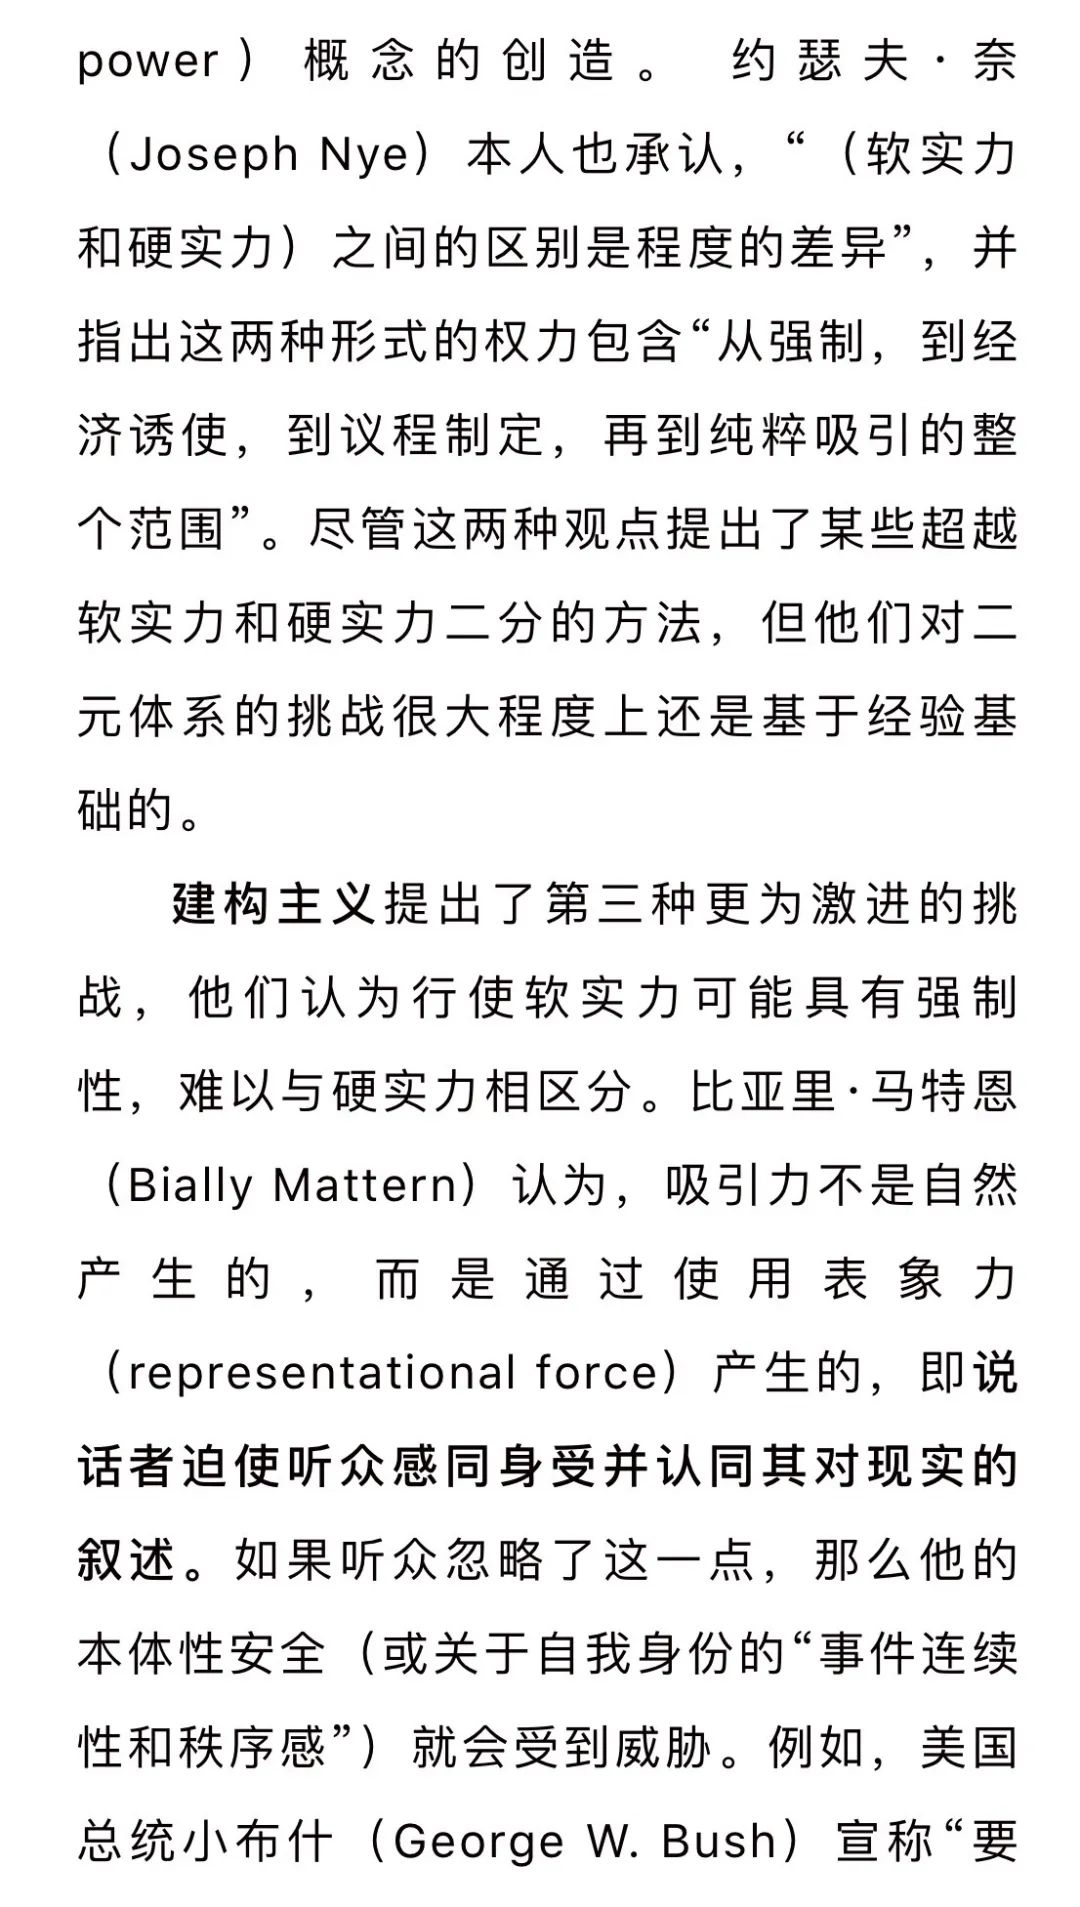 power）概念的创造。 约瑟夫·奈
（Joseph Nye）本人也承认，“（软实力
和硬实力）之间的区别是程度的差异”，并
指出这两种形式的权力包含“从强制，到经
济诱使，到议程制定，再到纯粹吸引的整
个范围”。尽管这两种观点提出了某些超越
软实力和硬实力二分的方法，但他们对二
元体系的挑战很大程度上还是基于经验基
础的。
建构主义提出了第三种更为激进的挑
战，他们认为行使软实力可能具有强制
性，难以与硬实力相区分。比亚里·马特恩
（Bially Mattern）认为，吸引力不是自然
产生的，而是通过使用表象力
（representational force）产生的，即说
话者迫使听众感同身受并认同其对现实的
叙述。如果听众忽略了这一点，那么他的
本体性安全（或关于自我身份的“事件连续
性和秩序感”）就会受到威胁。例如，美国
总统小布什（George W. Bush）宣称“要